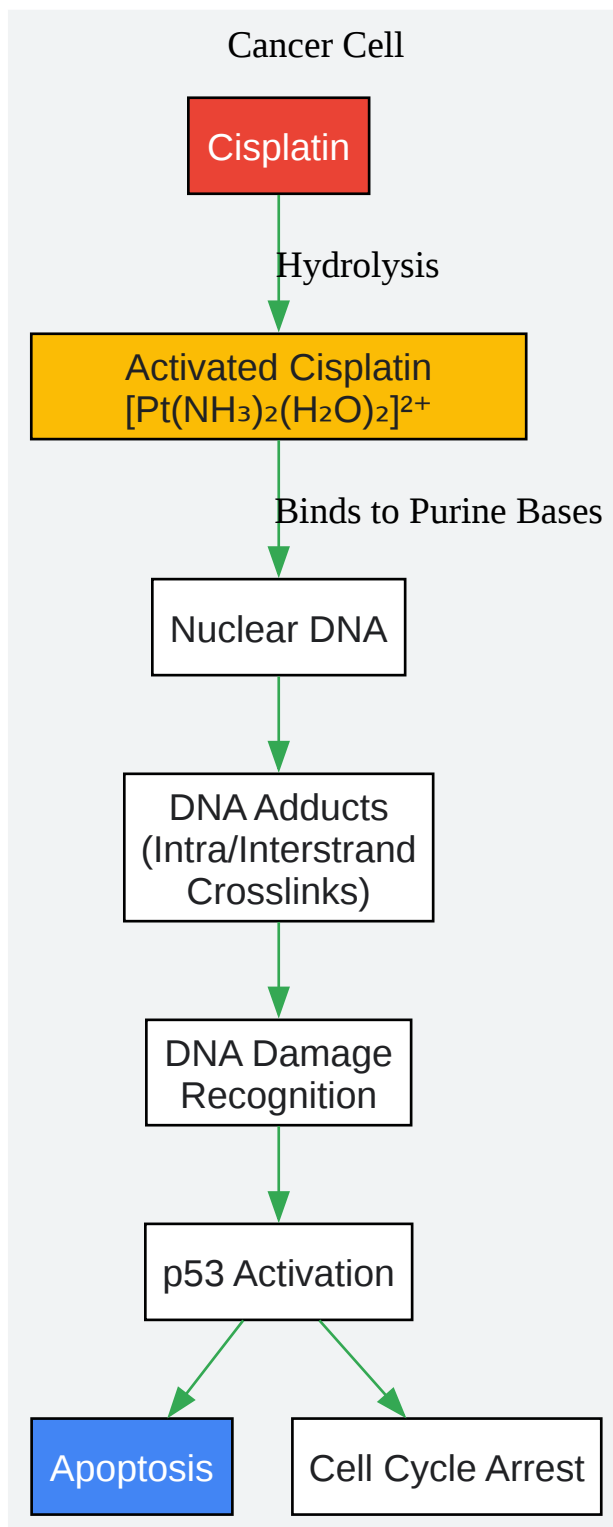 Cancer Cell
Cisplatin
Hydrolysis
Activated Cisplatin
[Pt(NH₃)₂(H₂O)₂]²⁺
Binds to Purine Bases
Nuclear DNA
DNA Adducts
(Intra/Interstrand
Crosslinks)
DNA Damage
Recognition
p53 Activation
Apoptosis
Cell Cycle Arrest